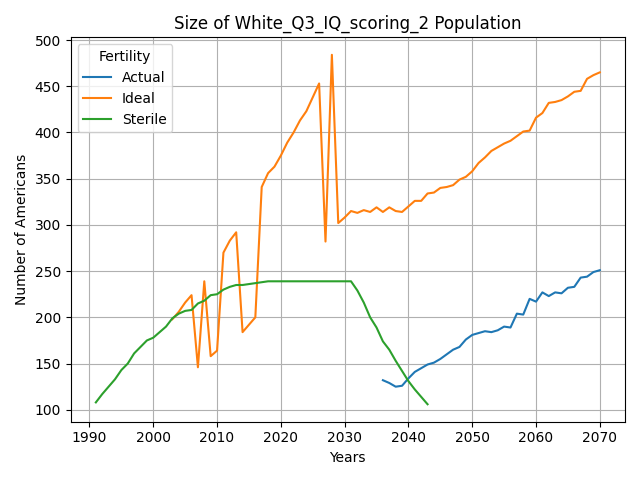 Size of White_Q3_IQ_scoring_2 Population
Fertility
Actual
Ideal
Sterile
Number of Americans
500
450
400
350
300
250
200
150
100
1990 2000 2010 2020 2030 2040 2050 2060 2070
Years